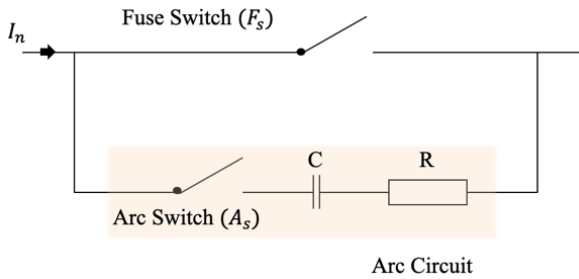 Fuse Switch (F_s)
I_n
C
R
Arc Switch (A_s)
Arc Circuit